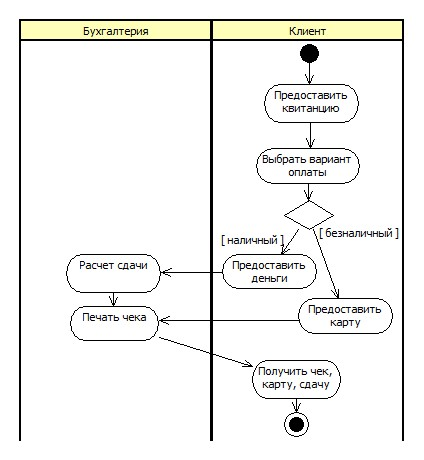 Бухгалтерия
Клиент
Предоставить
квитанцию
Выбрать вариант
оплаты
[ безналичный ]
[ наличный ]
Расчет сдачи
Предоставить
деньги
Печать чека
Предоставить
карту
Получить чек,
карту, сдачу